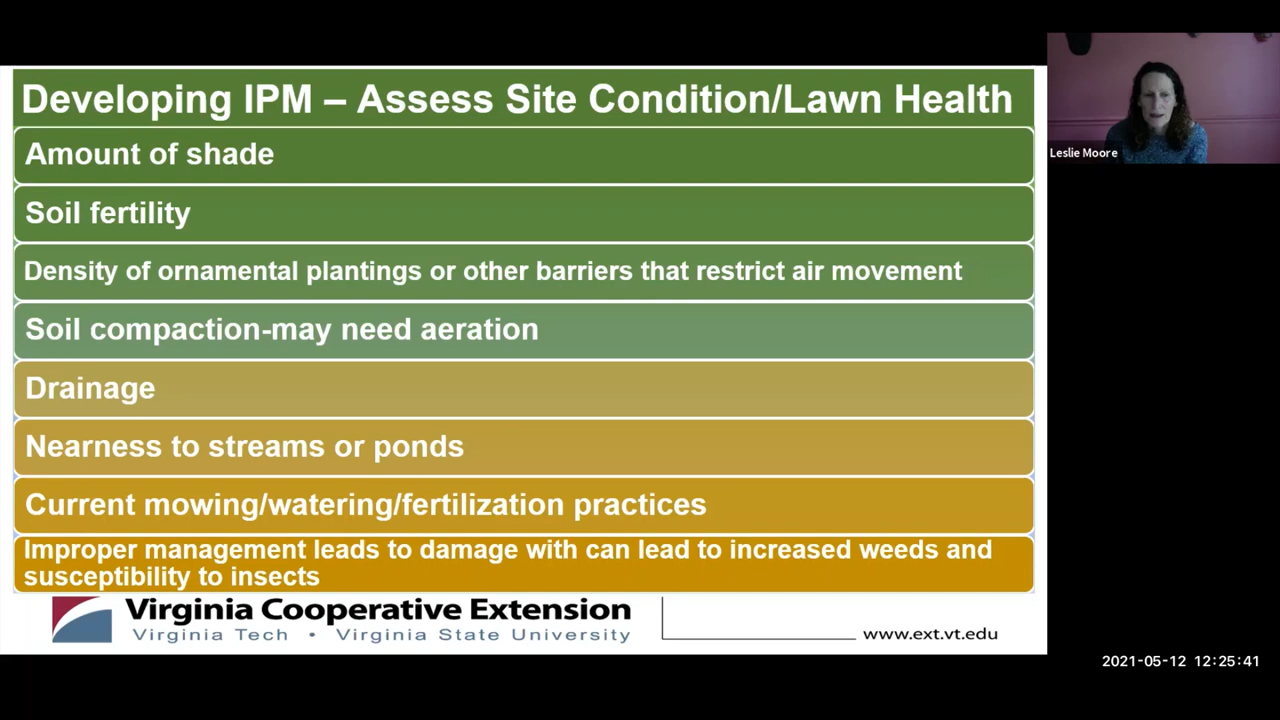 Developing IPM – Assess Site Condition/Lawn Health
Amount of shade
Soil fertility
Density of ornamental plantings or other barriers that restrict air movement
Soil compaction-may need aeration
Drainage
Nearness to streams or ponds
Current mowing/watering/fertilization practices
Improper management leads to damage with can lead to increased weeds and
susceptibility to insects
Virginia Cooperative Extension
Virginia Tech • Virginia State University
www.ext.vt.edu
Leslie Moore
2021-05-12 12:25:41